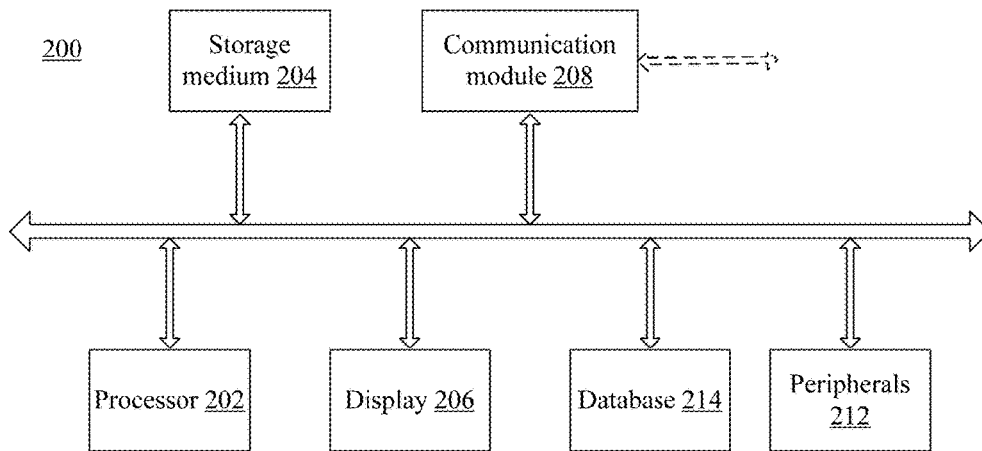 200
Storage
medium 204
Communication
module 208
Processor 202
Display 206
Database 214
Peripherals
212